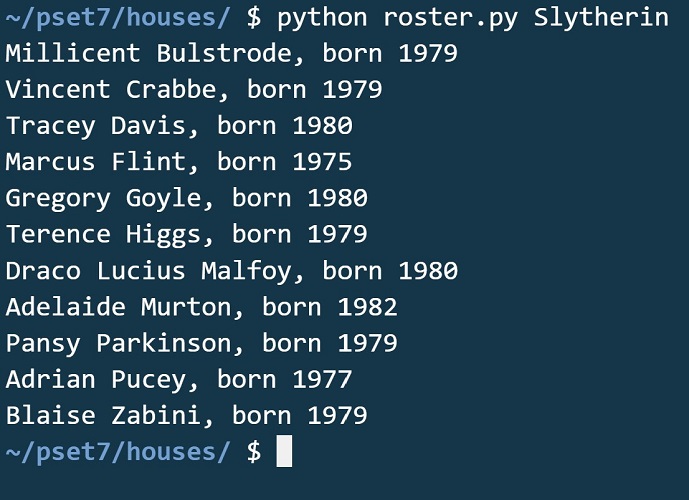 ~/pset7/houses/ $ python roster.py Slytherin
Millicent Bulstrode, born 1979
Vincent Crabbe, born 1979
Tracey Davis, born 1980
Marcus Flint, born 1975
Gregory Goyle, born 1980
Terence Higgs, born 1979
Draco Lucius Malfoy, born 1980
Adelaide Murton, born 1982
Pansy Parkinson, born 1979
Adrian Pucey, born 1977
Blaise Zabini, born 1979
~/pset7/houses/ $